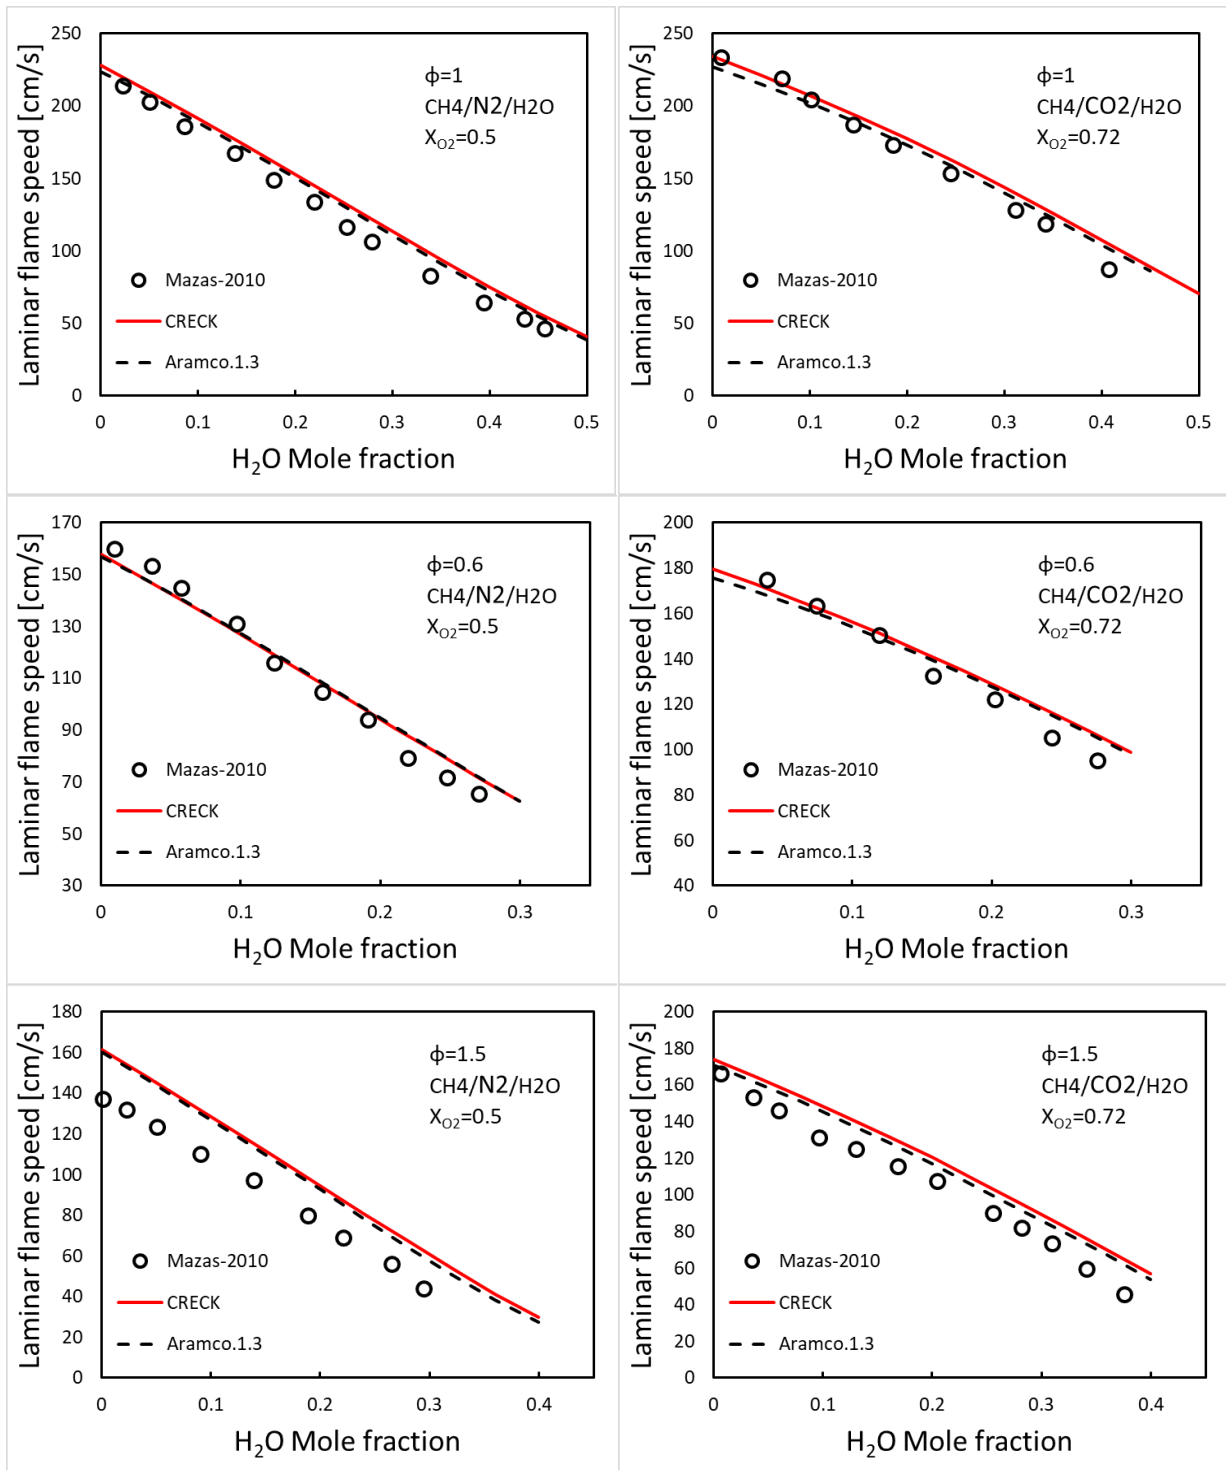 Laminar flame speed [cm/s]
250
200
150
100
50
0
ϕ=1
CH4/N2/H2O
X_O2=0.5
Mazas-2010
CRECK
Aramco.1.3
0 0.1 0.2 0.3 0.4 0.5
H₂O Mole fraction
Laminar flame speed [cm/s]
250
200
150
100
50
0
ϕ=1
CH4/CO2/H2O
X_O2=0.72
Mazas-2010
CRECK
Aramco.1.3
0 0.1 0.2 0.3 0.4 0.5
H₂O Mole fraction
Laminar flame speed [cm/s]
170
150
130
110
90
70
50
30
ϕ=0.6
CH4/N2/H2O
X_O2=0.5
Mazas-2010
CRECK
Aramco.1.3
0 0.1 0.2 0.3
H₂O Mole fraction
Laminar flame speed [cm/s]
200
180
160
140
120
100
80
60
40
ϕ=0.6
CH4/CO2/H2O
X_O2=0.72
Mazas-2010
CRECK
Aramco.1.3
0 0.1 0.2 0.3
H₂O Mole fraction
Laminar flame speed [cm/s]
180
160
140
120
100
80
60
40
20
0
ϕ=1.5
CH4/N2/H2O
X_O2=0.5
Mazas-2010
CRECK
Aramco.1.3
0 0.1 0.2 0.3 0.4
H₂O Mole fraction
Laminar flame speed [cm/s]
200
180
160
140
120
100
80
60
40
20
0
ϕ=1.5
CH4/CO2/H2O
X_O2=0.72
Mazas-2010
CRECK
Aramco.1.3
0 0.1 0.2 0.3 0.4
H₂O Mole fraction